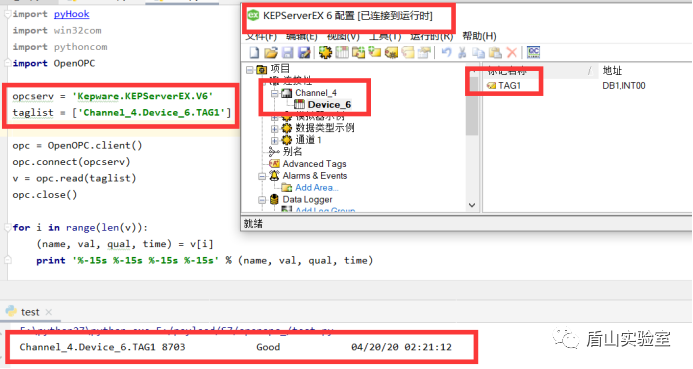 import pyHook
import win32com
import pythoncom
import OpenOPC
opcserv = 'Kepware.KEPServerEX.V6'
taglist = ['Channel_4.Device_6.TAG1']
opc = OpenOPC.client()
opc.connect(opcserv)
v = opc.read(taglist)
opc.close()
for i in range(len(v)):
(name, val, qual, time) = v[i]
print '%-15s %-15s %-15s %-15s' % (name, val, qual, time)
KEPServerEX 6 配置 [已连接到运行时]
文件(F) 编辑(E) 视图(V) 工具(T) 运行时(R) 帮助(H)
项目
连接性
Channel_4
Device_6
模拟器示例
数据类型示例
通道 1
别名
Advanced Tags
Alarms & Events
Add Area...
Data Logger
Add Log Group
标记名称 / 地址
TAG1 DB1,INT00
就绪
test
Channel_4.Device_6.TAG1 8703 Good 04/20/20 02:21:12
盾山实验室